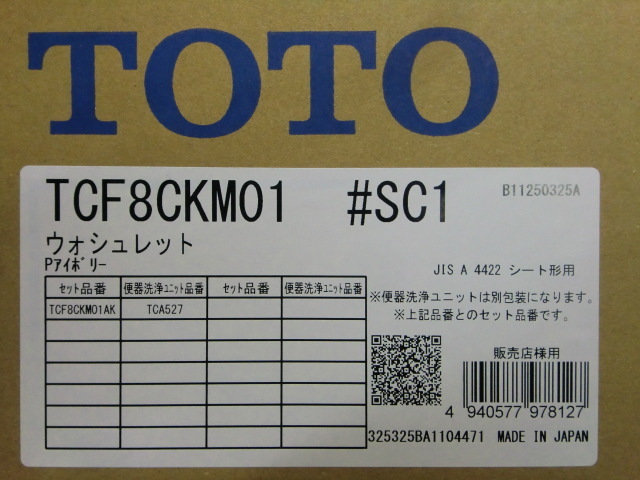 TOTO
TCF8CKM01 #SC1 B11250325A
ウォシュレット
Pアイボリー
JIS A 4422 シート形用
セット品番 便器洗浄ユニット品番 セット品番 便器洗浄ユニット品番
TCF8CKM01AK TCA527
※便器洗浄ユニットは別包装になります。
※上記品番とのセット品番です。
販売店様用
4 940577 978127
325325BA1104471 MADE IN JAPAN